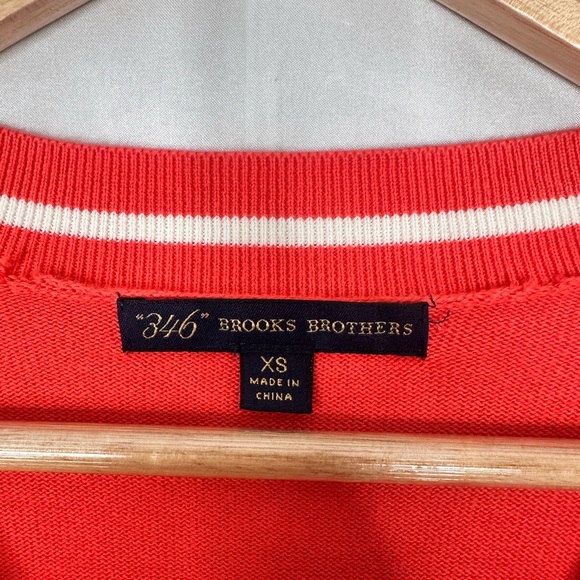 "346" BROOKS BROTHERS
XS
MADE IN
CHINA